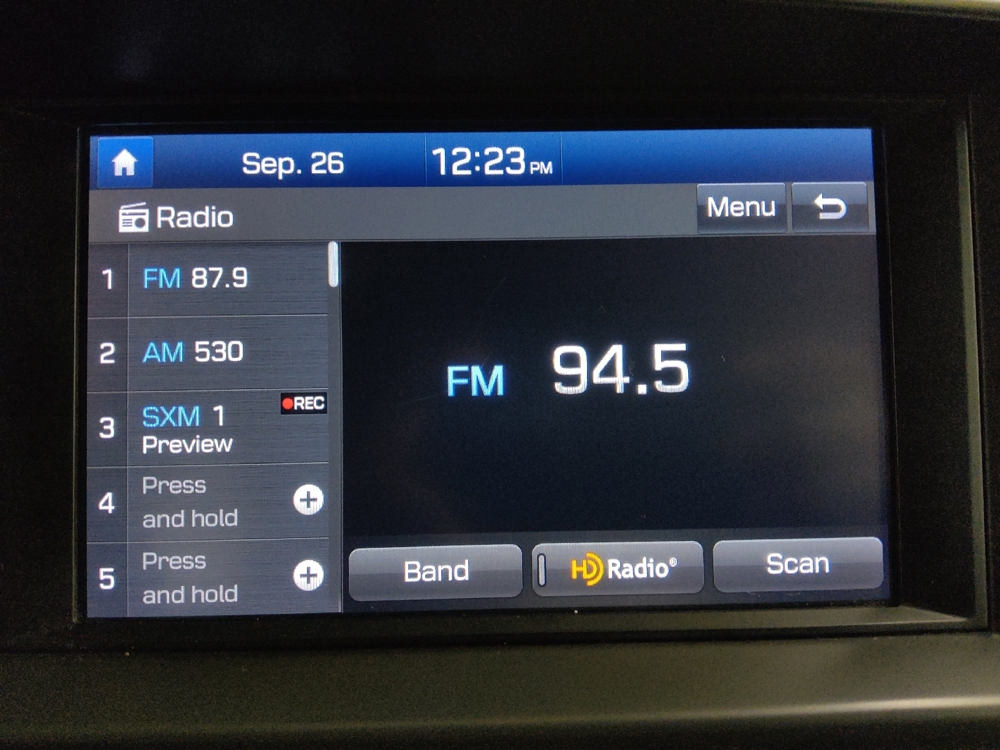 Sep. 26 12:23 PM
Radio Menu
1 FM 87.9
2 AM 530
3 SXM 1 REC
Preview
4 Press
and hold
5 Press
and hold
FM 94.5
Band HD Radio® Scan